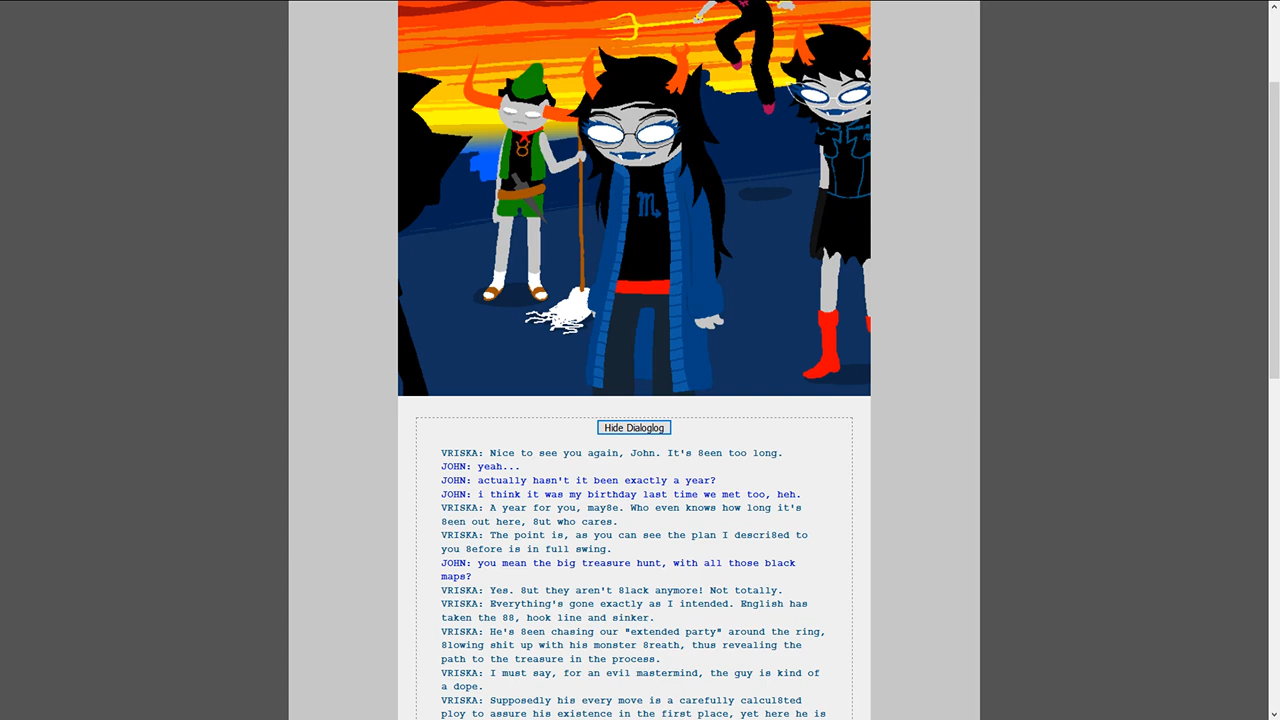 Hide Dialoglog
VRISKA: Nice to see you again, John. It's 8een too long.
JOHN: yeah...
JOHN: actually hasn't it been exactly a year?
JOHN: i think it was my birthday last time we met too, heh.
VRISKA: A year for you, may8e. Who even knows how long it's
8een out here, 8ut who cares.
VRISKA: The point is, as you can see the plan I descri8ed to
you 8efore is in full swing.
JOHN: you mean the big treasure hunt, with all those black
maps?
VRISKA: Yes. 8ut they aren't 8lack anymore! Not totally.
VRISKA: Everything's gone exactly as I intended. English has
taken the 88, hook line and sinker.
VRISKA: He's 8een chasing our "extended party" around the ring,
8lowing shit up with his monster 8reath, thus revealing the
path to the treasure in the process.
VRISKA: I must say, for an evil mastermind, the guy is kind of
a dope.
VRISKA: Supposedly his every move is a carefully calcul8ted
ploy to assure his existence in the first place, yet here he is